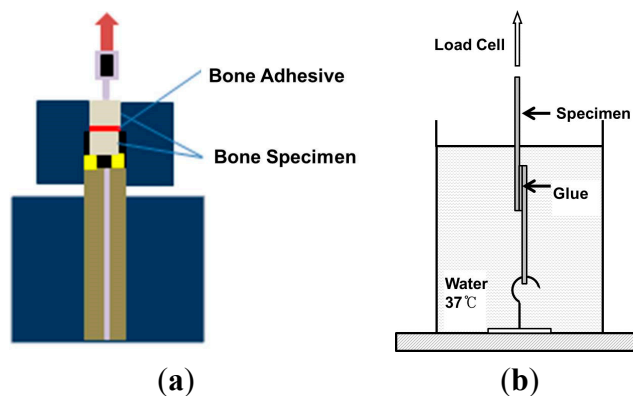 Bone Adhesive
Bone Specimen
(a)
Load Cell
Specimen
Glue
Water
37℃
(b)